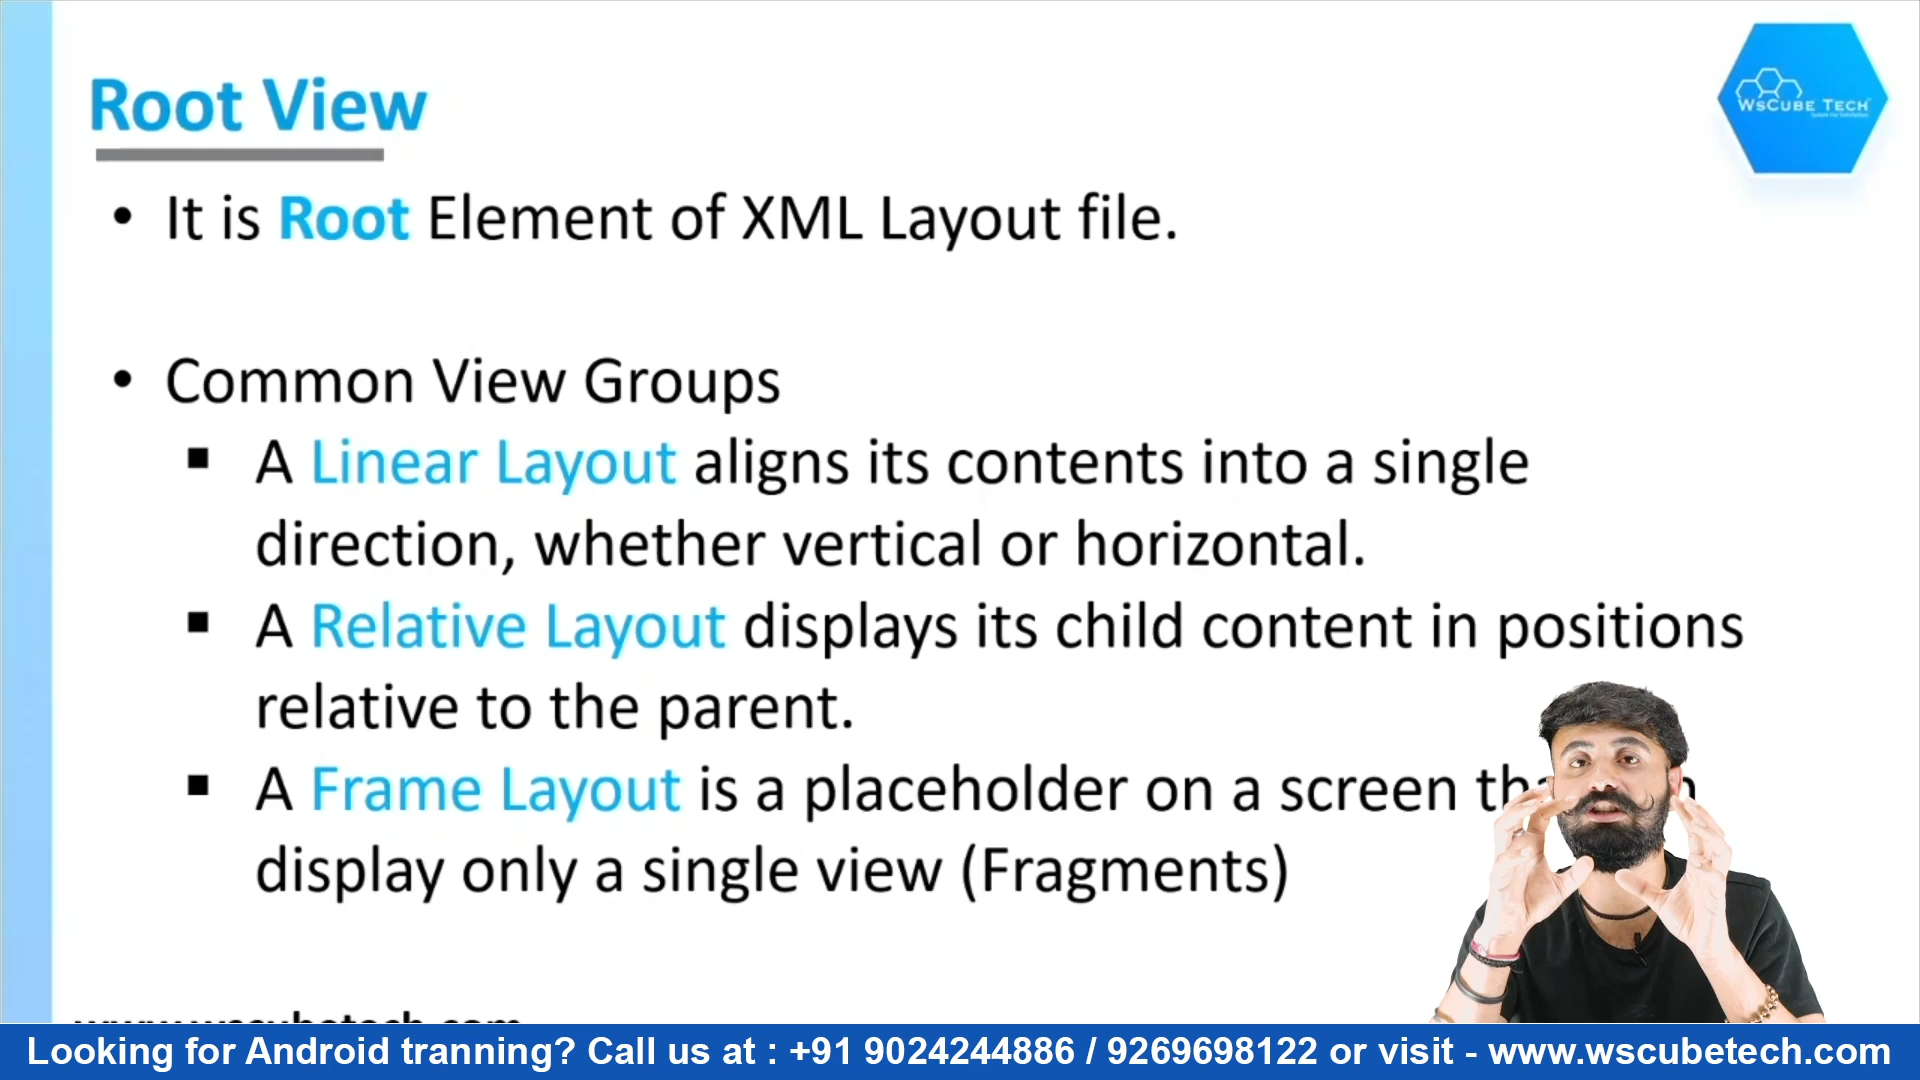 Root View
WSCUBE TECH
• It is Root Element of XML Layout file.
• Common View Groups
▪ A Linear Layout aligns its contents into a single
direction, whether vertical or horizontal.
▪ A Relative Layout displays its child content in positions
relative to the parent.
▪ A Frame Layout is a placeholder on a screen
display only a single view (Fragments)
www.wscubetech.com
Looking for Android tranning? Call us at : +91 9024244886 / 9269698122 or visit - www.wscubetech.com